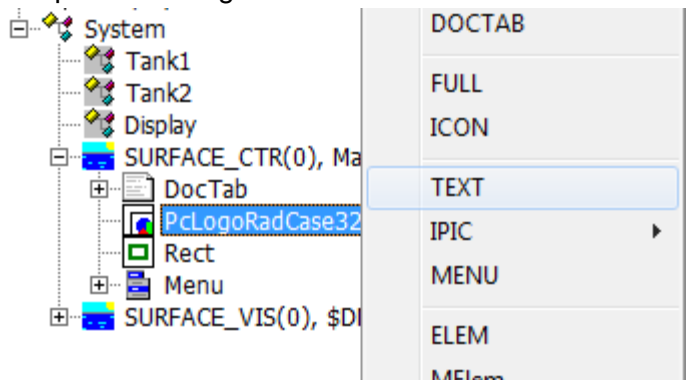 System
Tank1
Tank2
Display
SURFACE_CTR(0), Ma
DocTab
PcLogoRadCase32
Rect
Menu
SURFACE_VIS(0), $DI
DOCTAB
FULL
ICON
TEXT
IPIC
MENU
ELEM
MElem